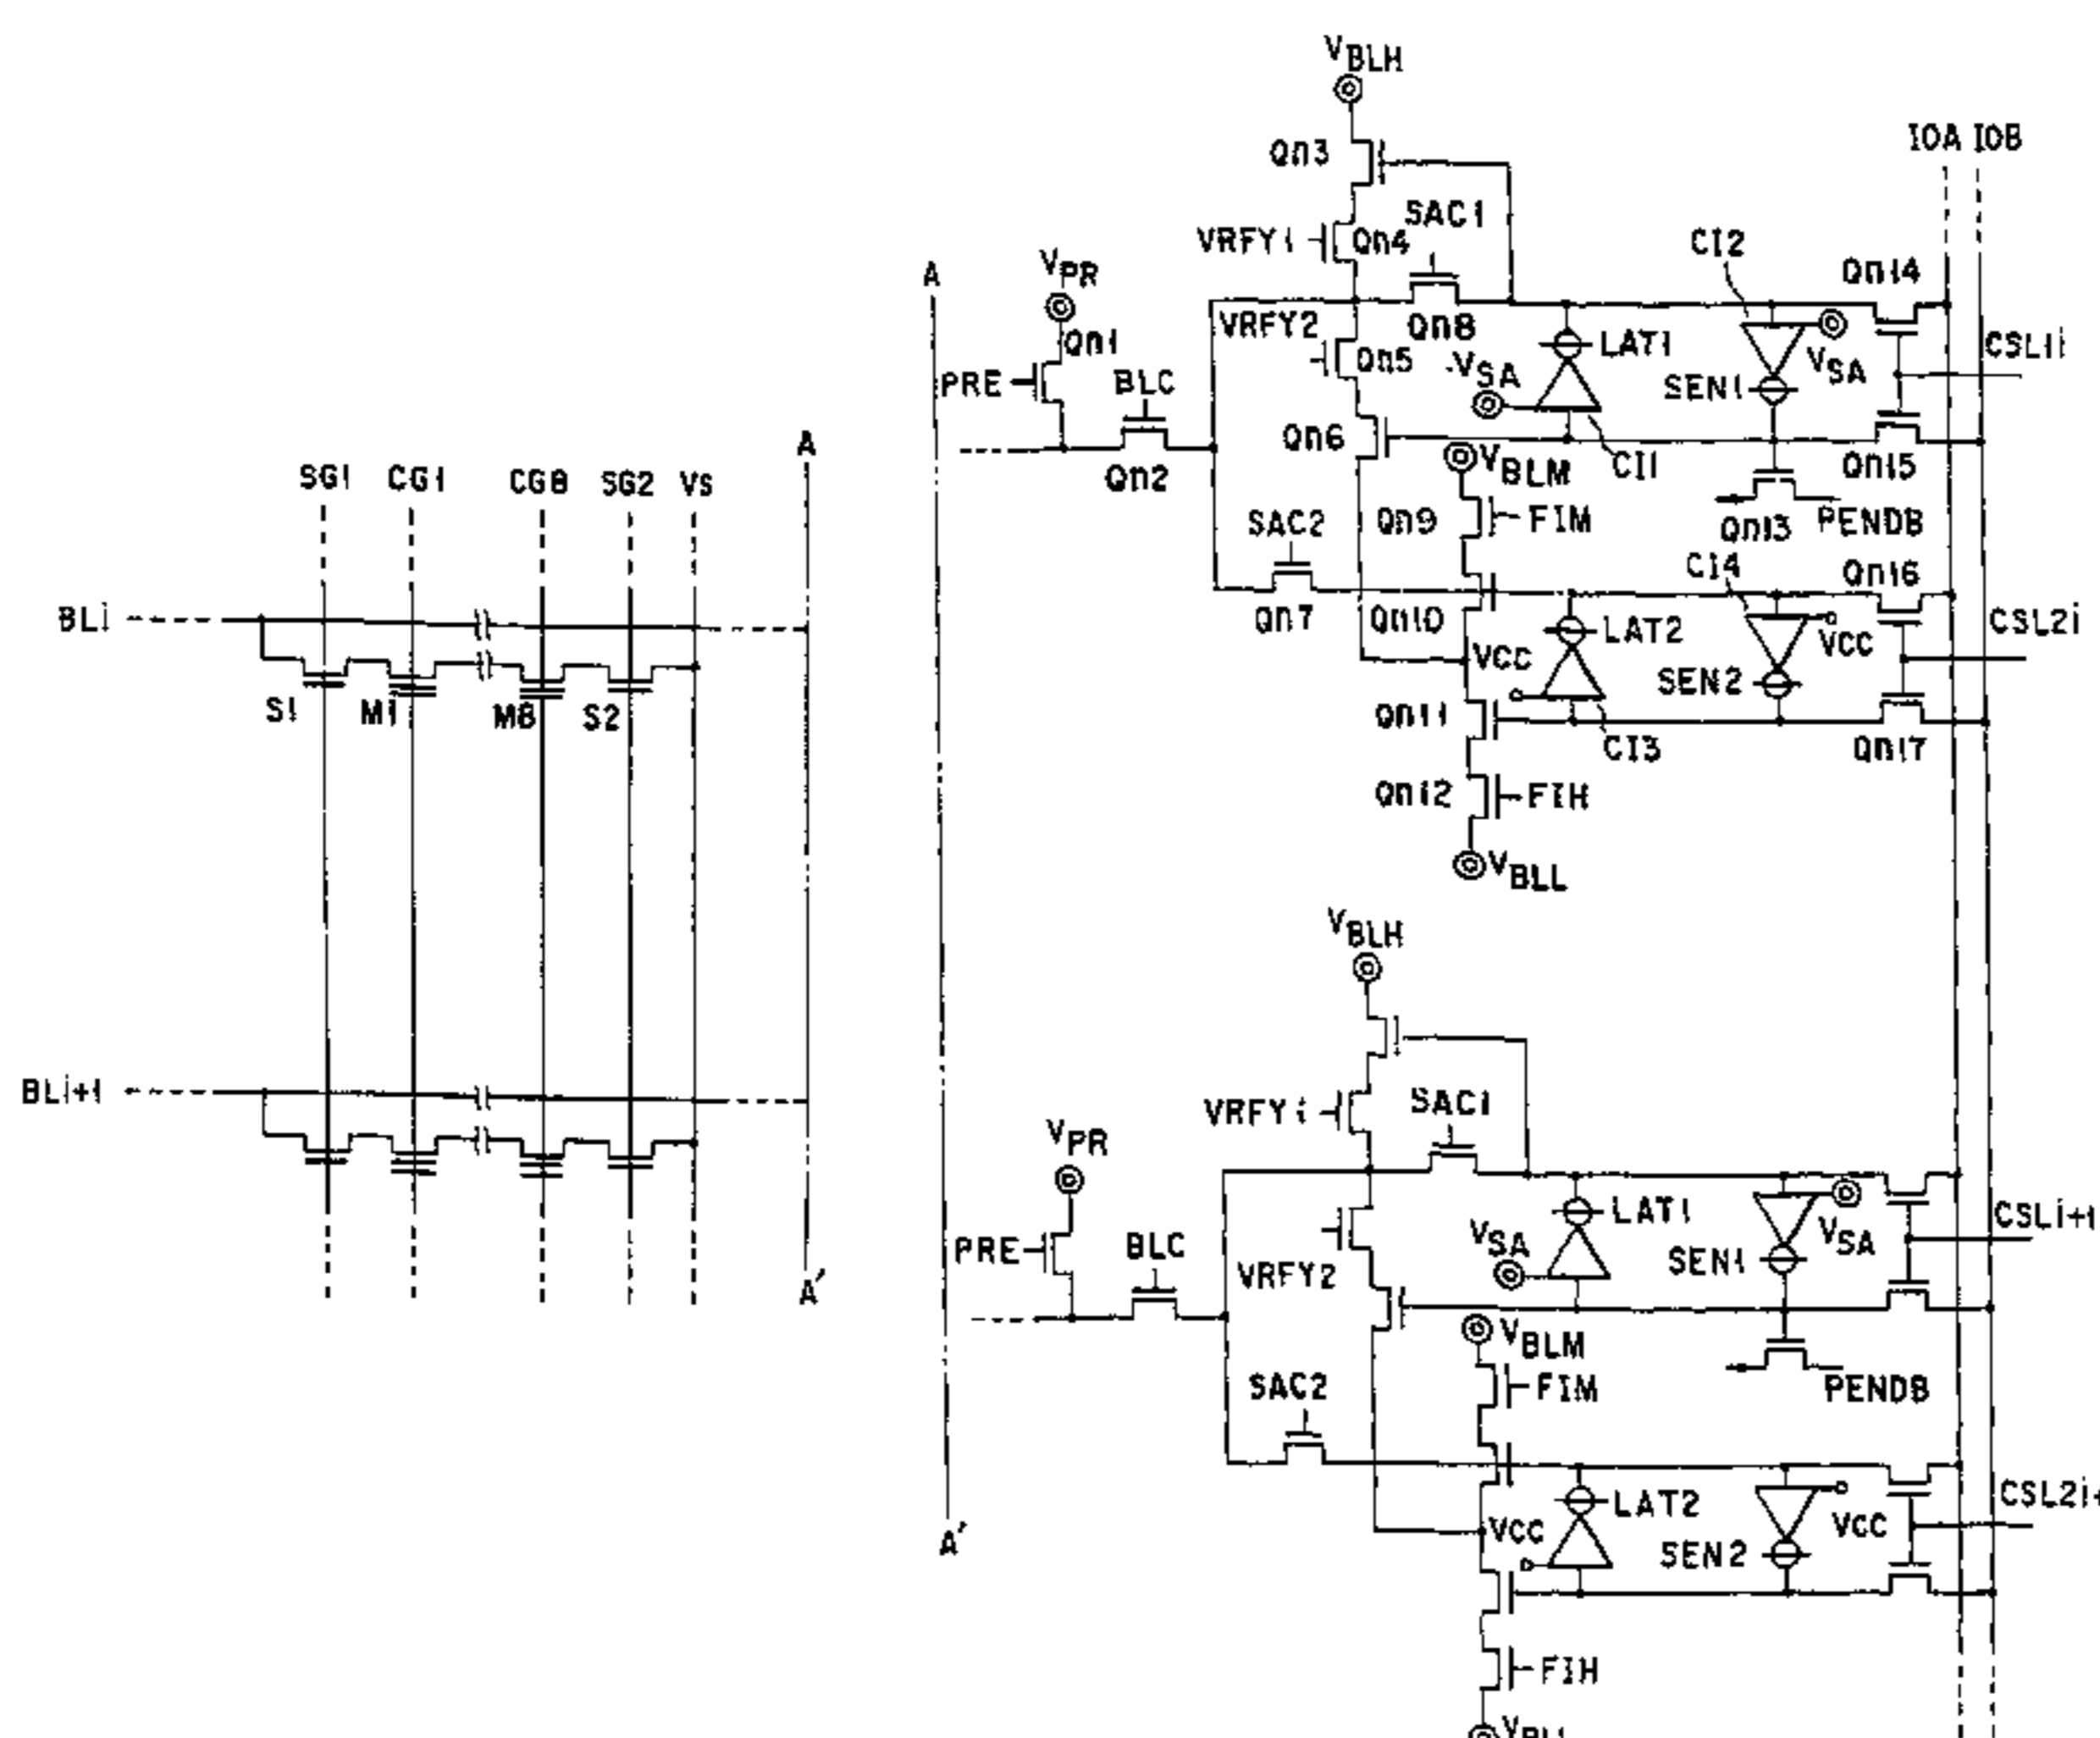 SG1 CG1 CG8 SG2 VS A
BLi
S1 M1 M8 S2
BLi+1
A'
A
VBLH
Qn3
IOA IOB
SAC1
VRFY1 Qn4
CI2
Qn14
VPR
Qn1
VRFY2
Qn8
LAT1
CSL1i
PRE
BLC
Qn5
VSA
SEN1
VSA
Qn2
Qn6
VBLM
CI1
Qn15
SAC2
Qn9
FIM
Qn13
PENDB
CI4
Qn16
Qn7
Qn10
LAT2
CSL2i
VCC
VCC
SEN2
Qn11
CI3
Qn17
Qn12
FIH
VBLL
VBLH
VRFY1
SAC1
VPR
LAT1
CSLi+1
PRE
BLC
VSA
SEN1
VSA
VRFY2
VBLM
SAC2
FIM
PENDB
LAT2
CSL2i+
A'
VCC
SEN2
VCC
FIH